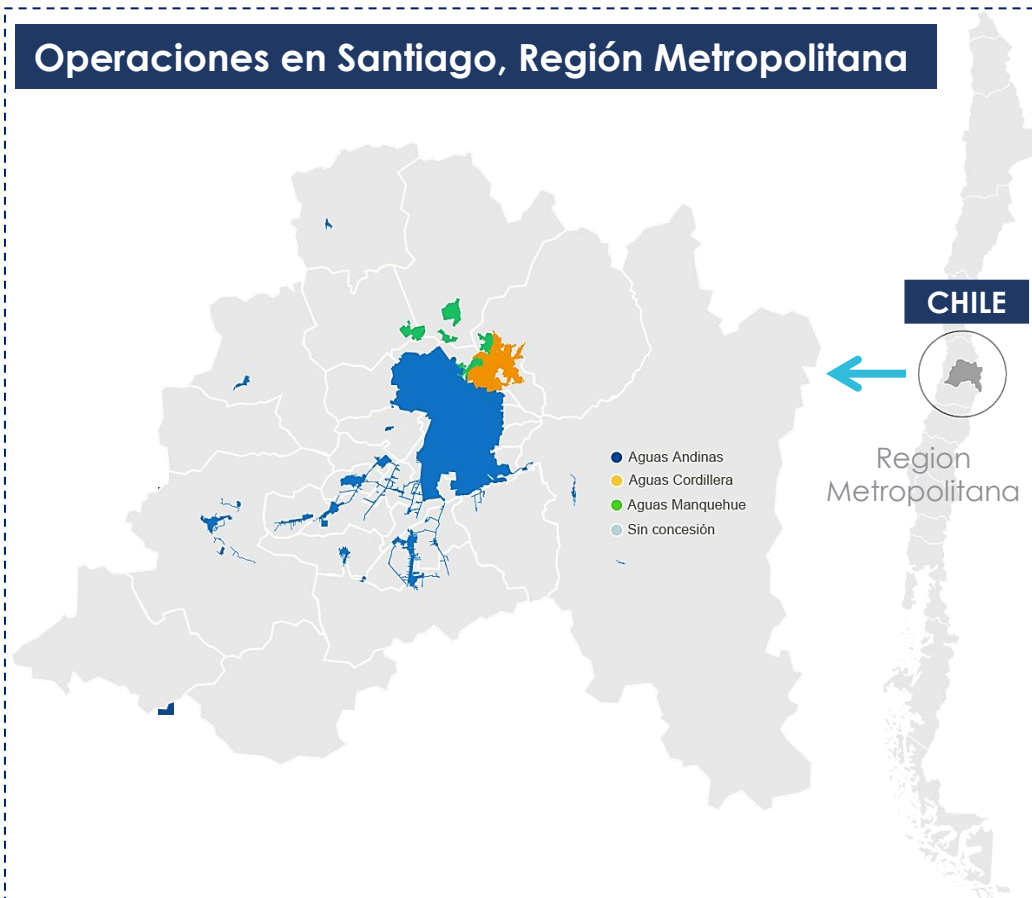 Operaciones en Santiago, Región Metropolitana
CHILE
Region
Metropolitana
Aguas Andinas
Aguas Cordillera
Aguas Manquehue
Sin concesión